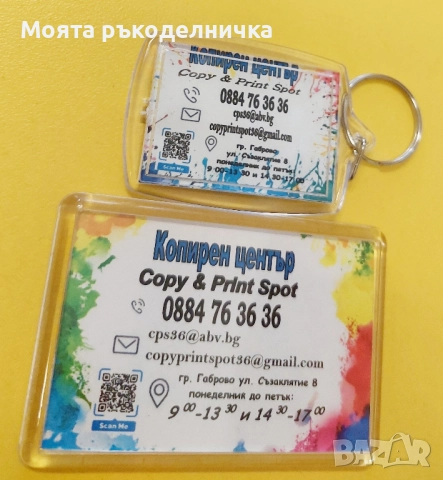 Моята ръкоделничка
Копирен център
Copy & Print Spot
0884 76 36 36
cps36@abv.bg
copyprintspot36@gmail.com
гр. Габрово
ул. Съзаклятие 8
понеделник до петък:
9 00-13 30 и 14 30-17 00
Scan Me
Копирен център
Copy & Print Spot
0884 76 36 36
cps36@abv.bg
copyprintspot36@gmail.com
гр. Габрово ул. Съзаклятие 8
понеделник до петък:
9 00-13 30 и 14 30-17 00
Scan Me
BAZAR